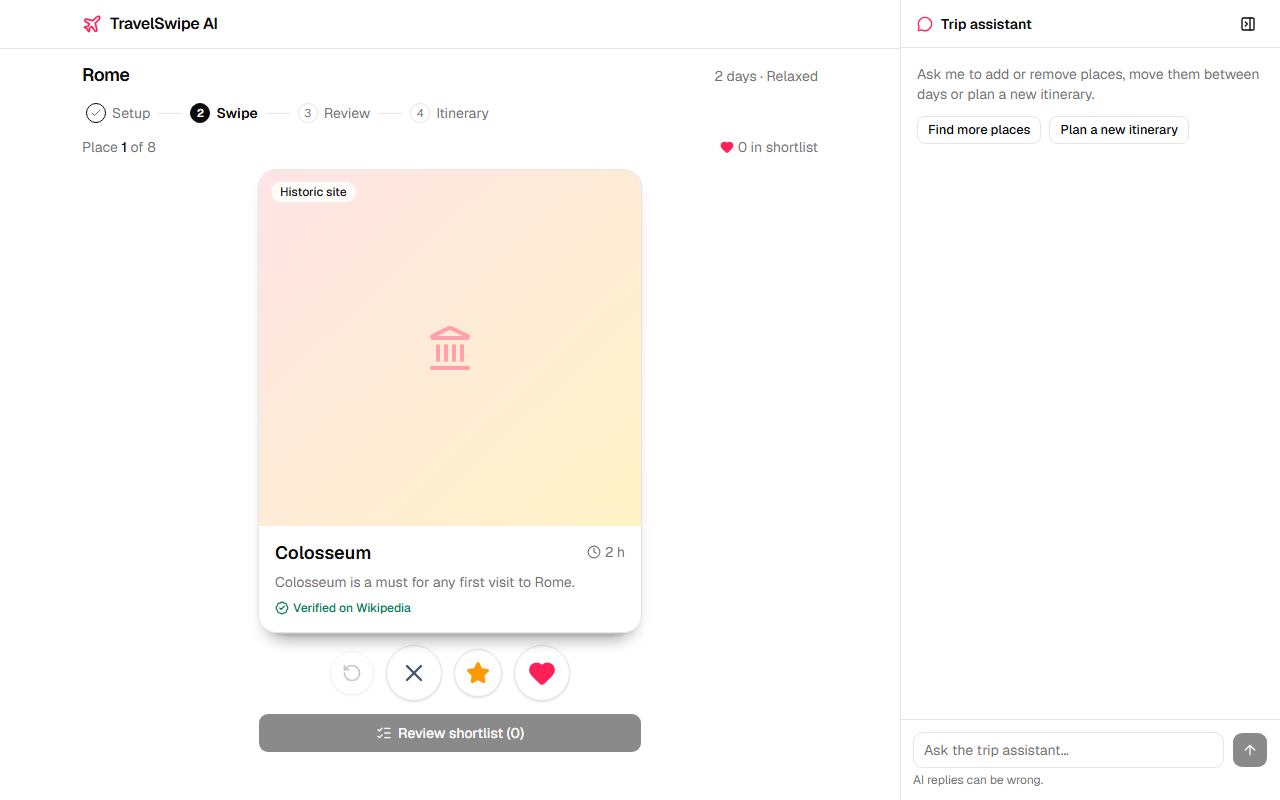 TravelSwipe AI
Rome
2 days · Relaxed
Setup
2 Swipe
3 Review
4 Itinerary
Place 1 of 8
0 in shortlist
Historic site
Colosseum
2 h
Colosseum is a must for any first visit to Rome.
Verified on Wikipedia
Review shortlist (0)
Trip assistant
Ask me to add or remove places, move them between
days or plan a new itinerary.
Find more places
Plan a new itinerary
Ask the trip assistant…
AI replies can be wrong.